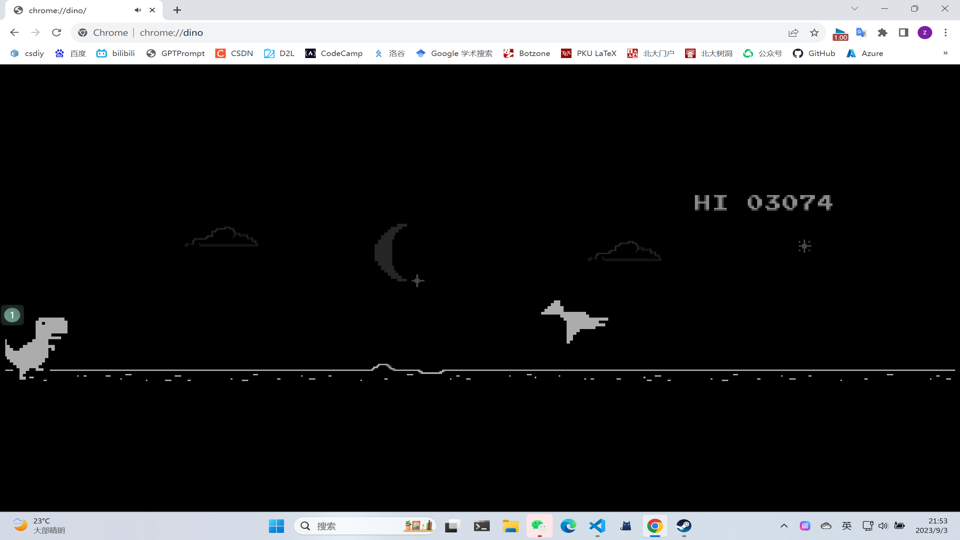 chrome://dino/
Chrome | chrome://dino
1.00
z
csdiy 百度 bilibili GPTPrompt CSDN D2L CodeCamp 洛谷 Google 学术搜索 Botzone PKU LaTeX 北大门户 北大树洞 公众号 GitHub Azure »
HI 03074
1
23°C
大部晴朗
搜索
英
21:53
2023/9/3